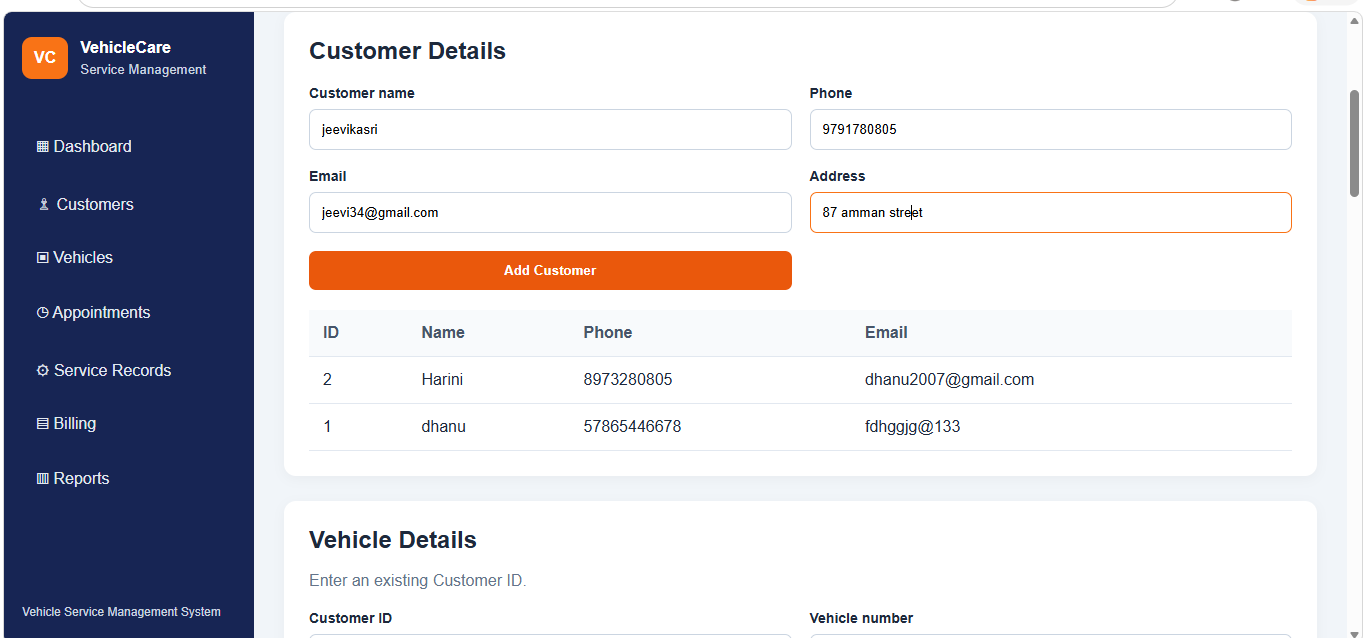 VC
VehicleCare
Service Management
Dashboard
Customers
Vehicles
Appointments
Service Records
Billing
Reports
Vehicle Service Management System
Customer Details
Customer name Phone
jeevikasri 9791780805
Email Address
jeevi34@gmail.com 87 amman street
Add Customer
ID Name Phone Email
2 Harini 8973280805 dhanu2007@gmail.com
1 dhanu 57865446678 fdhggjg@133
Vehicle Details
Enter an existing Customer ID.
Customer ID Vehicle number